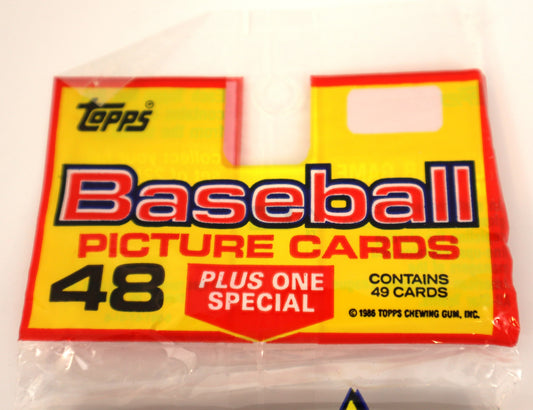 Topps®
Baseball
PICTURE CARDS
48
PLUS ONE
SPECIAL
CONTAINS
49 CARDS
© 1986 TOPPS CHEWING GUM, INC.